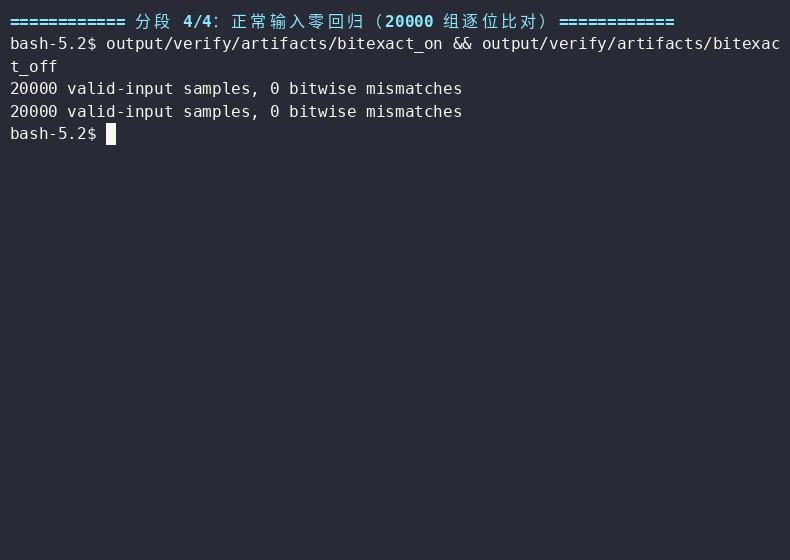 ============ 分段 4/4：正常输入零回归（20000 组逐位比对）============
bash-5.2$ output/verify/artifacts/bitexact_on && output/verify/artifacts/bitexac
t_off
20000 valid-input samples, 0 bitwise mismatches
20000 valid-input samples, 0 bitwise mismatches
bash-5.2$